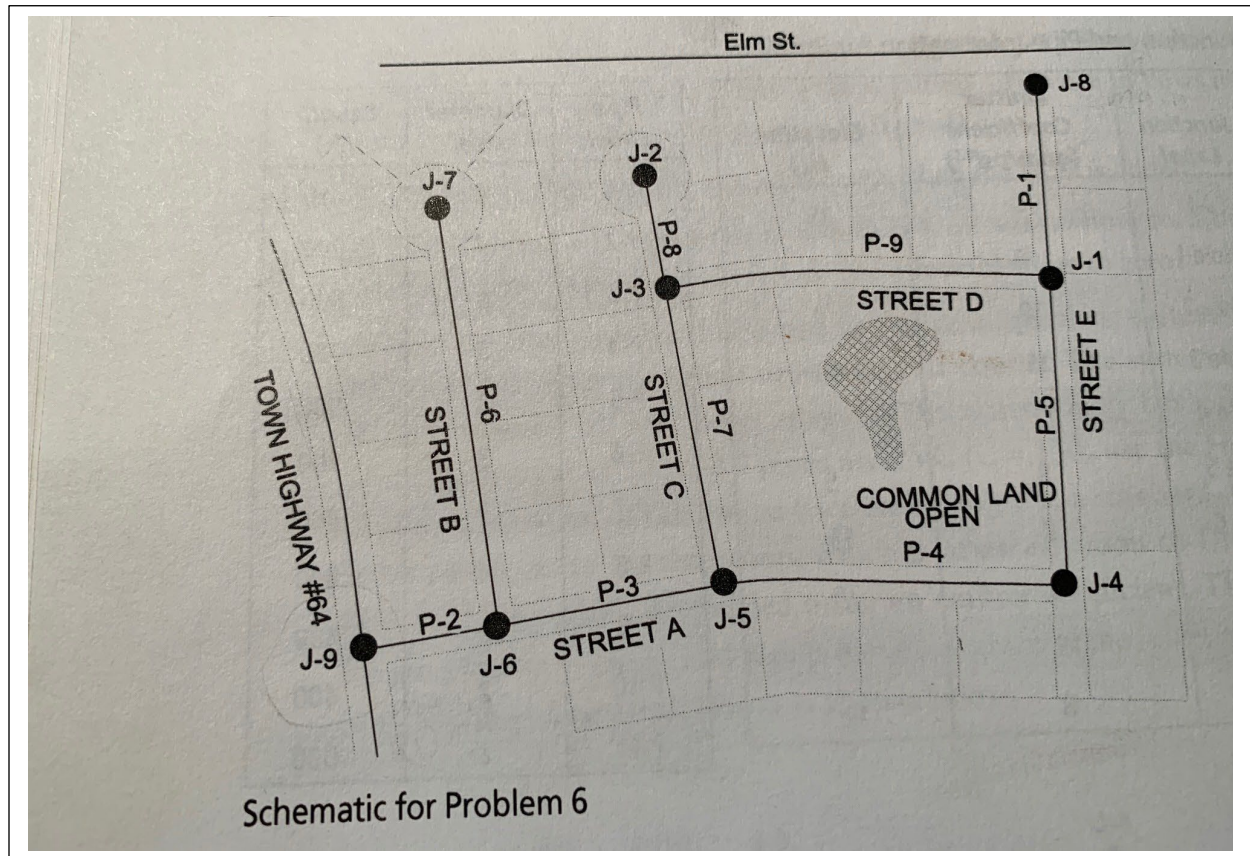 Elm St.
J-8
J-2
J-7
P-1
P-8
P-9
J-1
J-3
STREET D
TOWN HIGHWAY #64
STREET B
P-6
STREET C
P-7
P-5
STREET E
COMMON LAND
OPEN
P-4
P-3
J-4
P-2
J-5
STREET A
J-9
J-6
Schematic for Problem 6